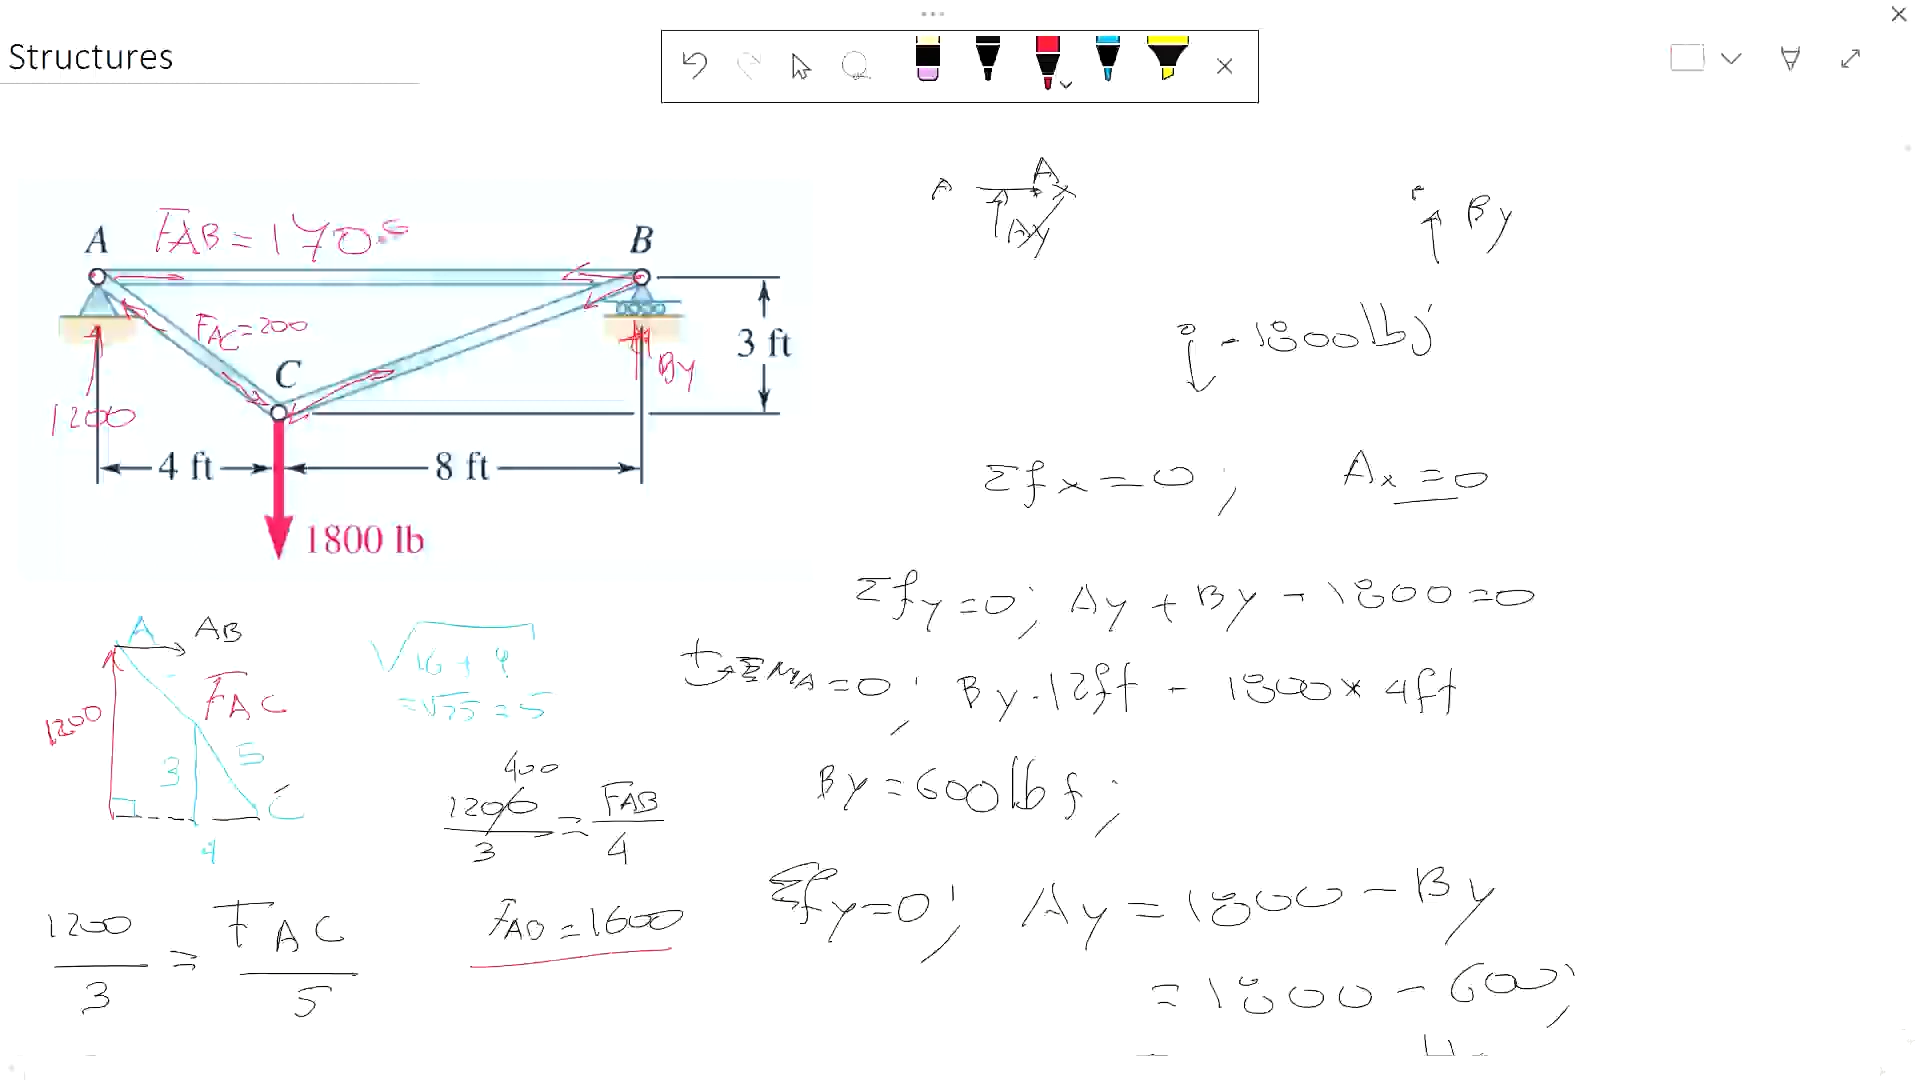 Structures
A
FAB = 170
B
FAC = 200
C
3 ft
By
1200
4 ft
8 ft
1800 lb
A
Ay
By
- 1800 lb j
Σfx = 0 ; Ax = 0
Σfy = 0 ; Ay + By - 1800 = 0
ΣMA = 0 ; By . 12ft - 1800 × 4ft
By = 600 lb f ;
Σfy = 0 ; Ay = 1800 - By
= 1800 - 600 ;
A
AB
FAC
1200
3
5
C
4
√16 + 9
= √25 = 5
400
1200 / 3 = FAB / 4
1200 / 3 = FAC / 5
FAB = 1600